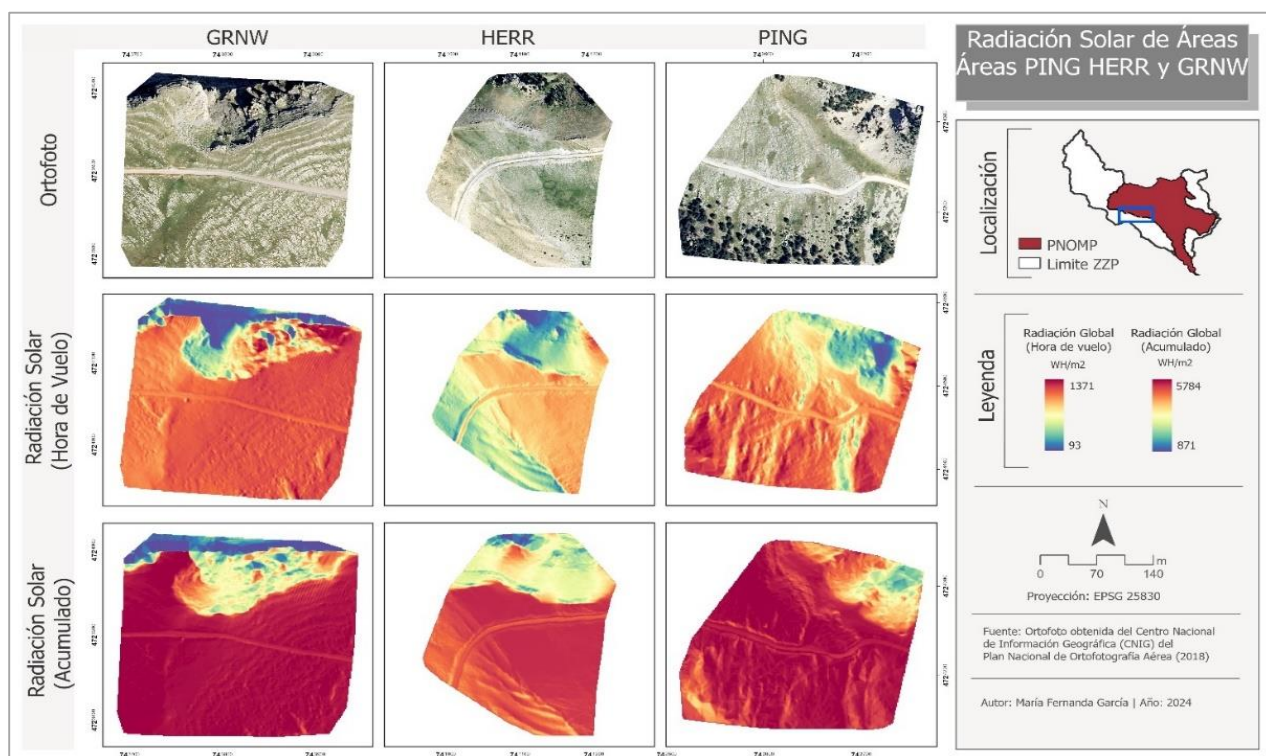 GRNW
HERR
PING
Ortofoto
Radiación Solar
(Hora de Vuelo)
Radiación Solar
(Acumulado)
Radiación Solar de Áreas
Áreas PING HERR y GRNW
Localización
PNOMP
Limite ZZP
Leyenda
Radiación Global
(Hora de vuelo)
WH/m2
1371
93
Radiación Global
(Acumulado)
WH/m2
5784
871
N
0 70 140 m
Proyección: EPSG 25830
Fuente: Ortofoto obtenida del Centro Nacional
de Información Geográfica (CNIG) del
Plan Nacional de Ortofotografía Aérea (2018)
Autor: María Fernanda García | Año: 2024